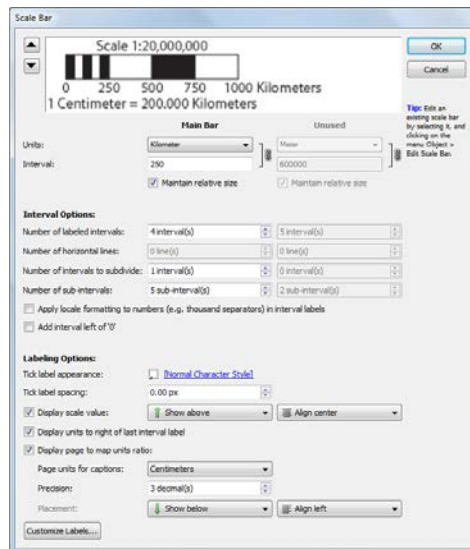 Scale Bar
Scale 1:20,000,000
0 250 500 750 1000 Kilometers
1 Centimeter = 200.000 Kilometers
OK
Cancel
Tip: Edit an
existing scale bar
by selecting it, and
clicking on the
menu Object >
Edit Scale Bar.
Main Bar Unused
Units: Kilometer Meter
Interval: 250 600000
Maintain relative size Maintain relative size
Interval Options:
Number of labeled intervals: 4 interval(s) 5 interval(s)
Number of horizontal lines: 0 line(s) 0 line(s)
Number of intervals to subdivide: 1 interval(s) 0 interval(s)
Number of sub-intervals: 5 sub-interval(s) 2 sub-interval(s)
Apply locale formatting to numbers (e.g. thousand separators) in interval labels
Add interval left of '0'
Labeling Options:
Tick label appearance: [Normal Character Style]
Tick label spacing: 0.00 px
Display scale value: Show above Align center
Display units to right of last interval label
Display page to map units ratio:
Page units for captions: Centimeters
Precision: 3 decimal(s)
Placement: Show below Align left
Customize Labels...